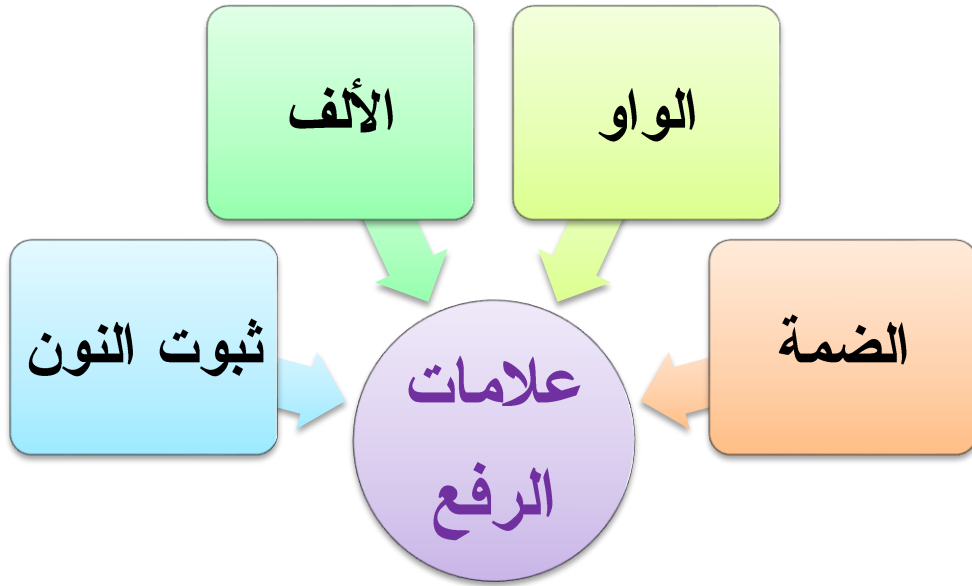 الواو
الألف
الضمة
ثبوت النون
علامات
الرفع